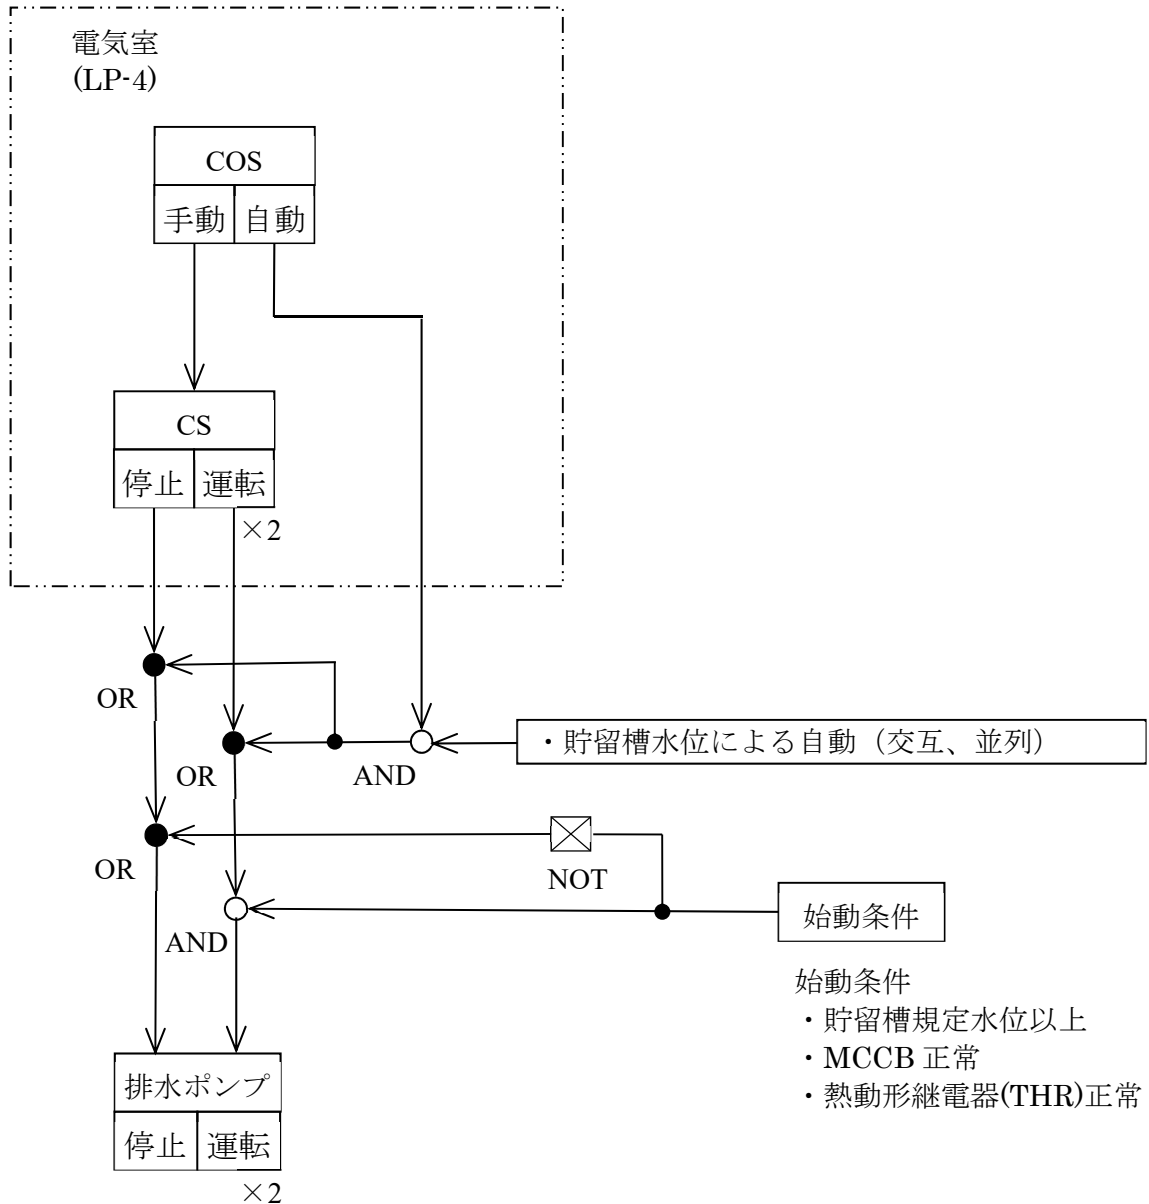 電気室
(LP-4)
COS
手動 自動
CS
停止 運転
×2
OR
・貯留槽水位による自動（交互、並列）
OR
AND
OR
NOT
始動条件
AND
始動条件
・貯留槽規定水位以上
・MCCB 正常
・熱動形継電器(THR)正常
排水ポンプ
停止 運転
×2